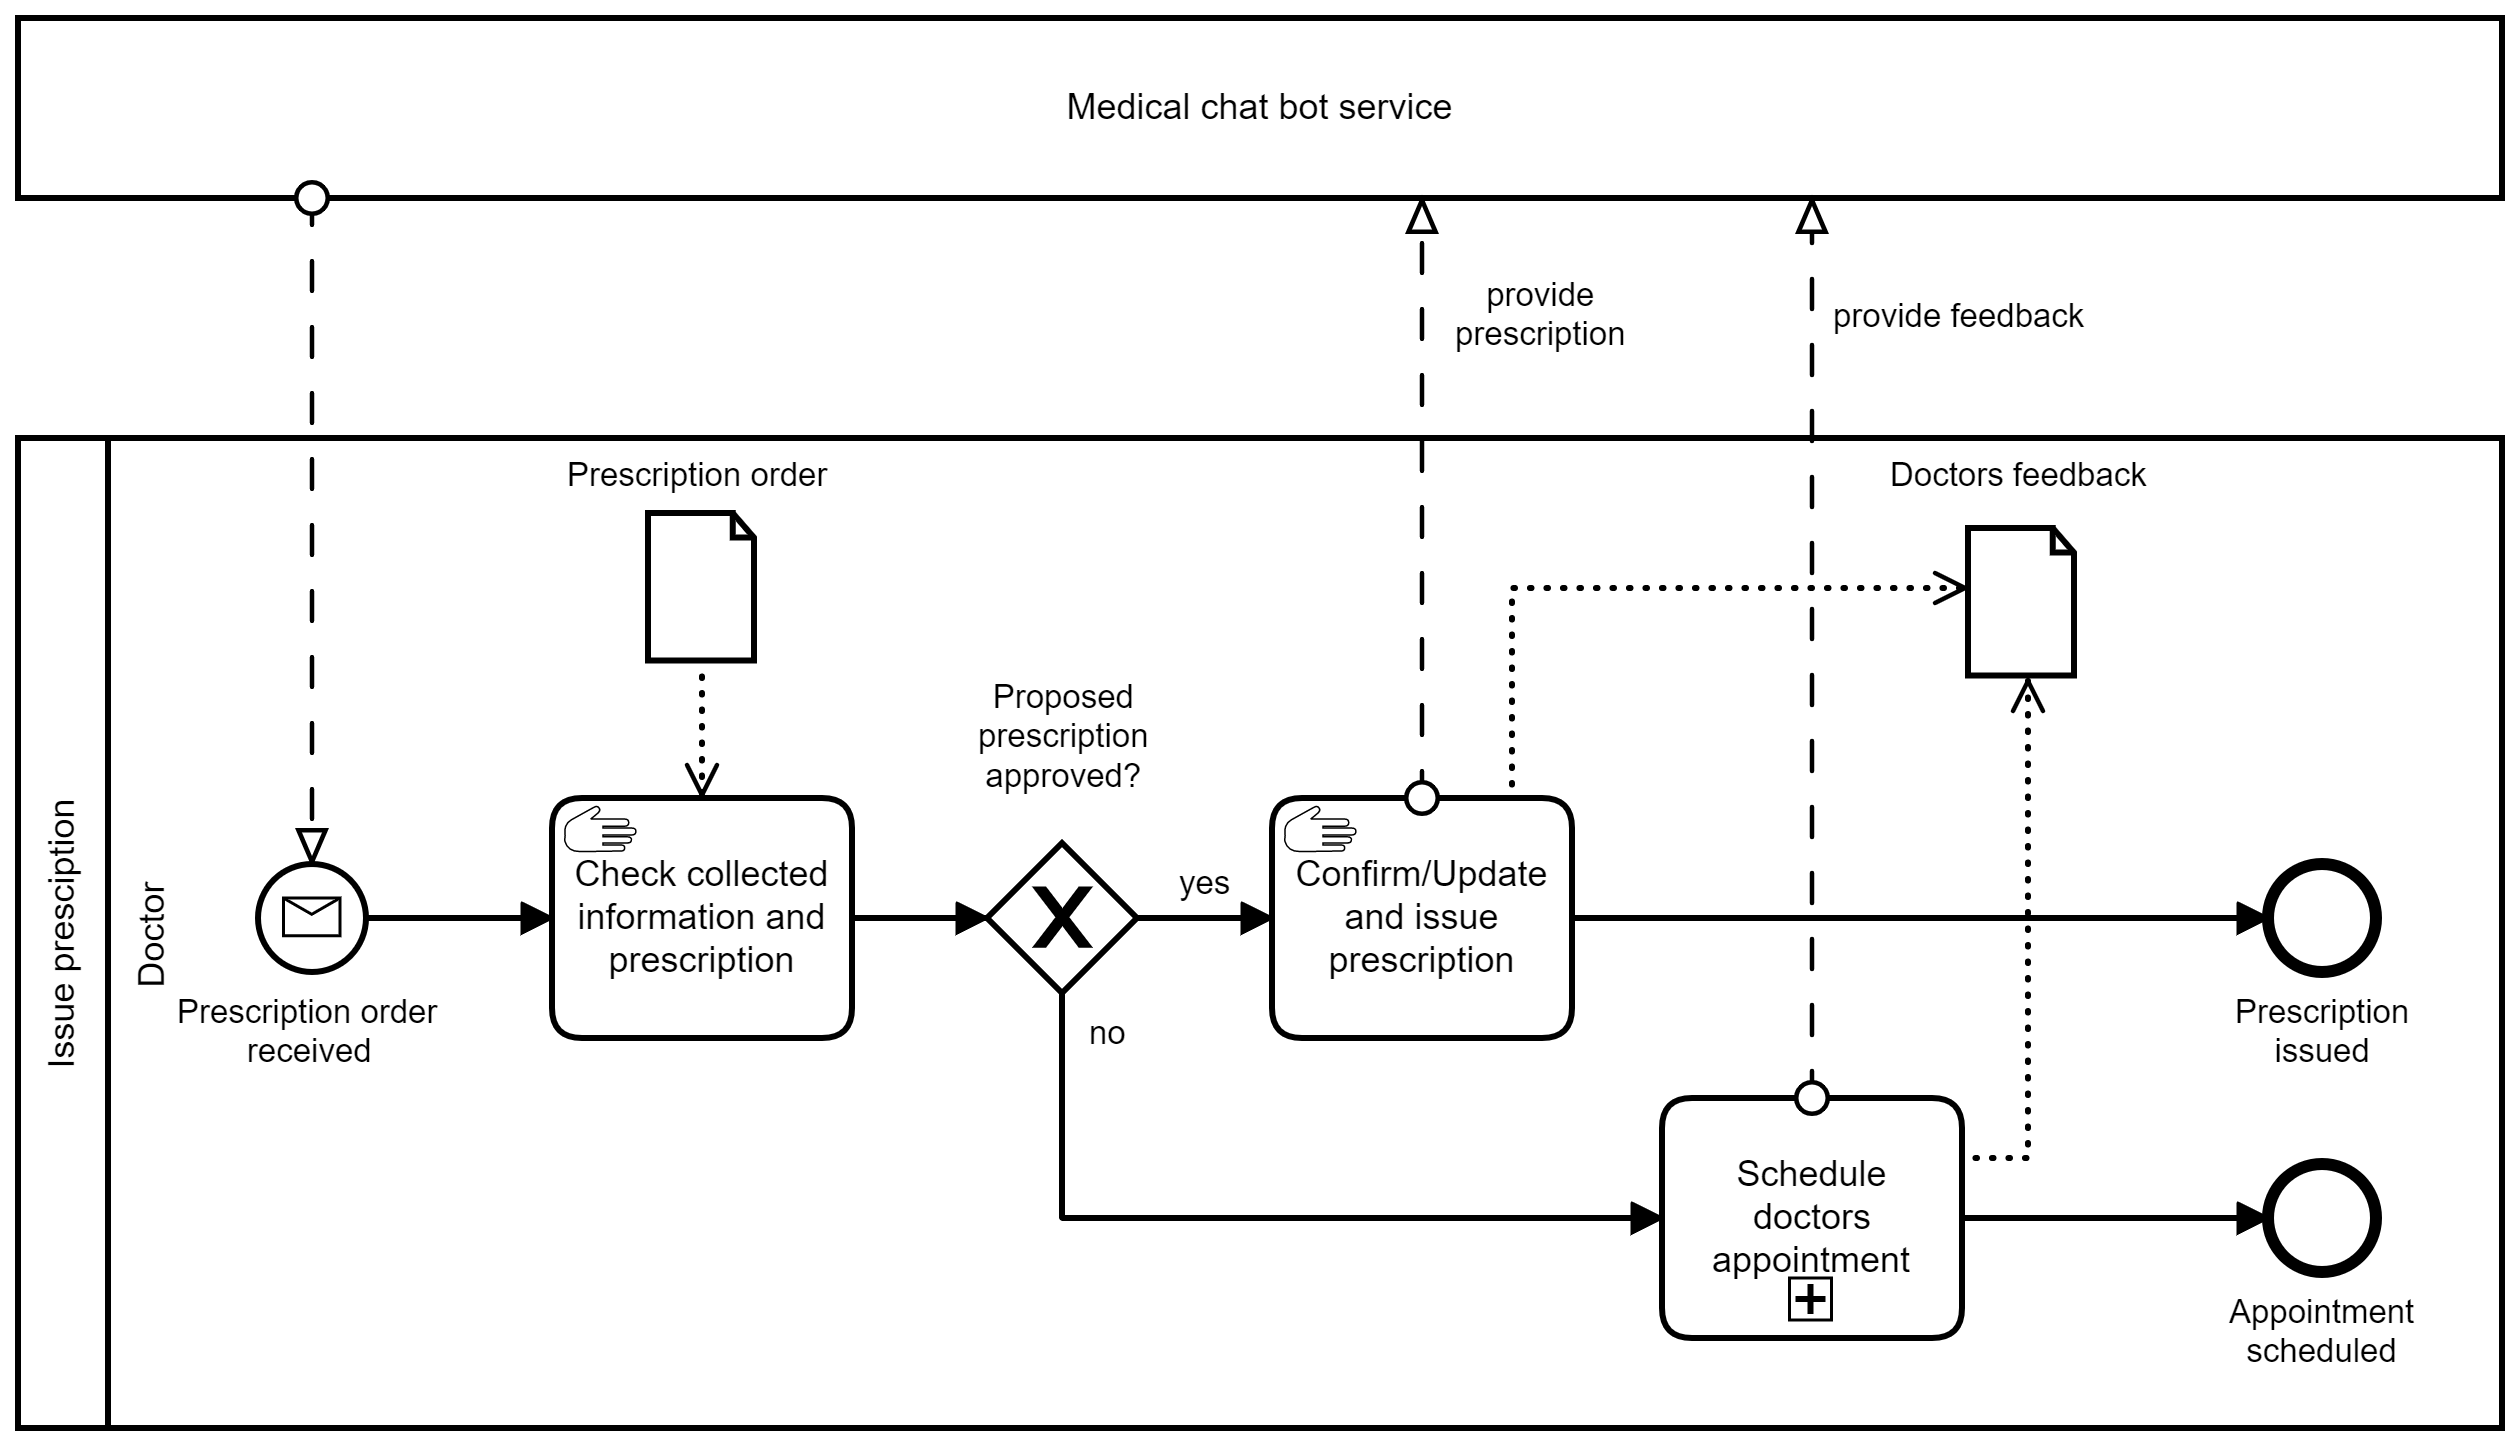 Medical chat bot service
provide
prescription
provide feedback
Issue presciption
Doctor
Prescription order
Doctors feedback
Proposed
prescription
approved?
Prescription order
received
Check collected
information and
prescription
X
yes
no
Confirm/Update
and issue
prescription
Schedule
doctors
appointment
Prescription
issued
Appointment
scheduled